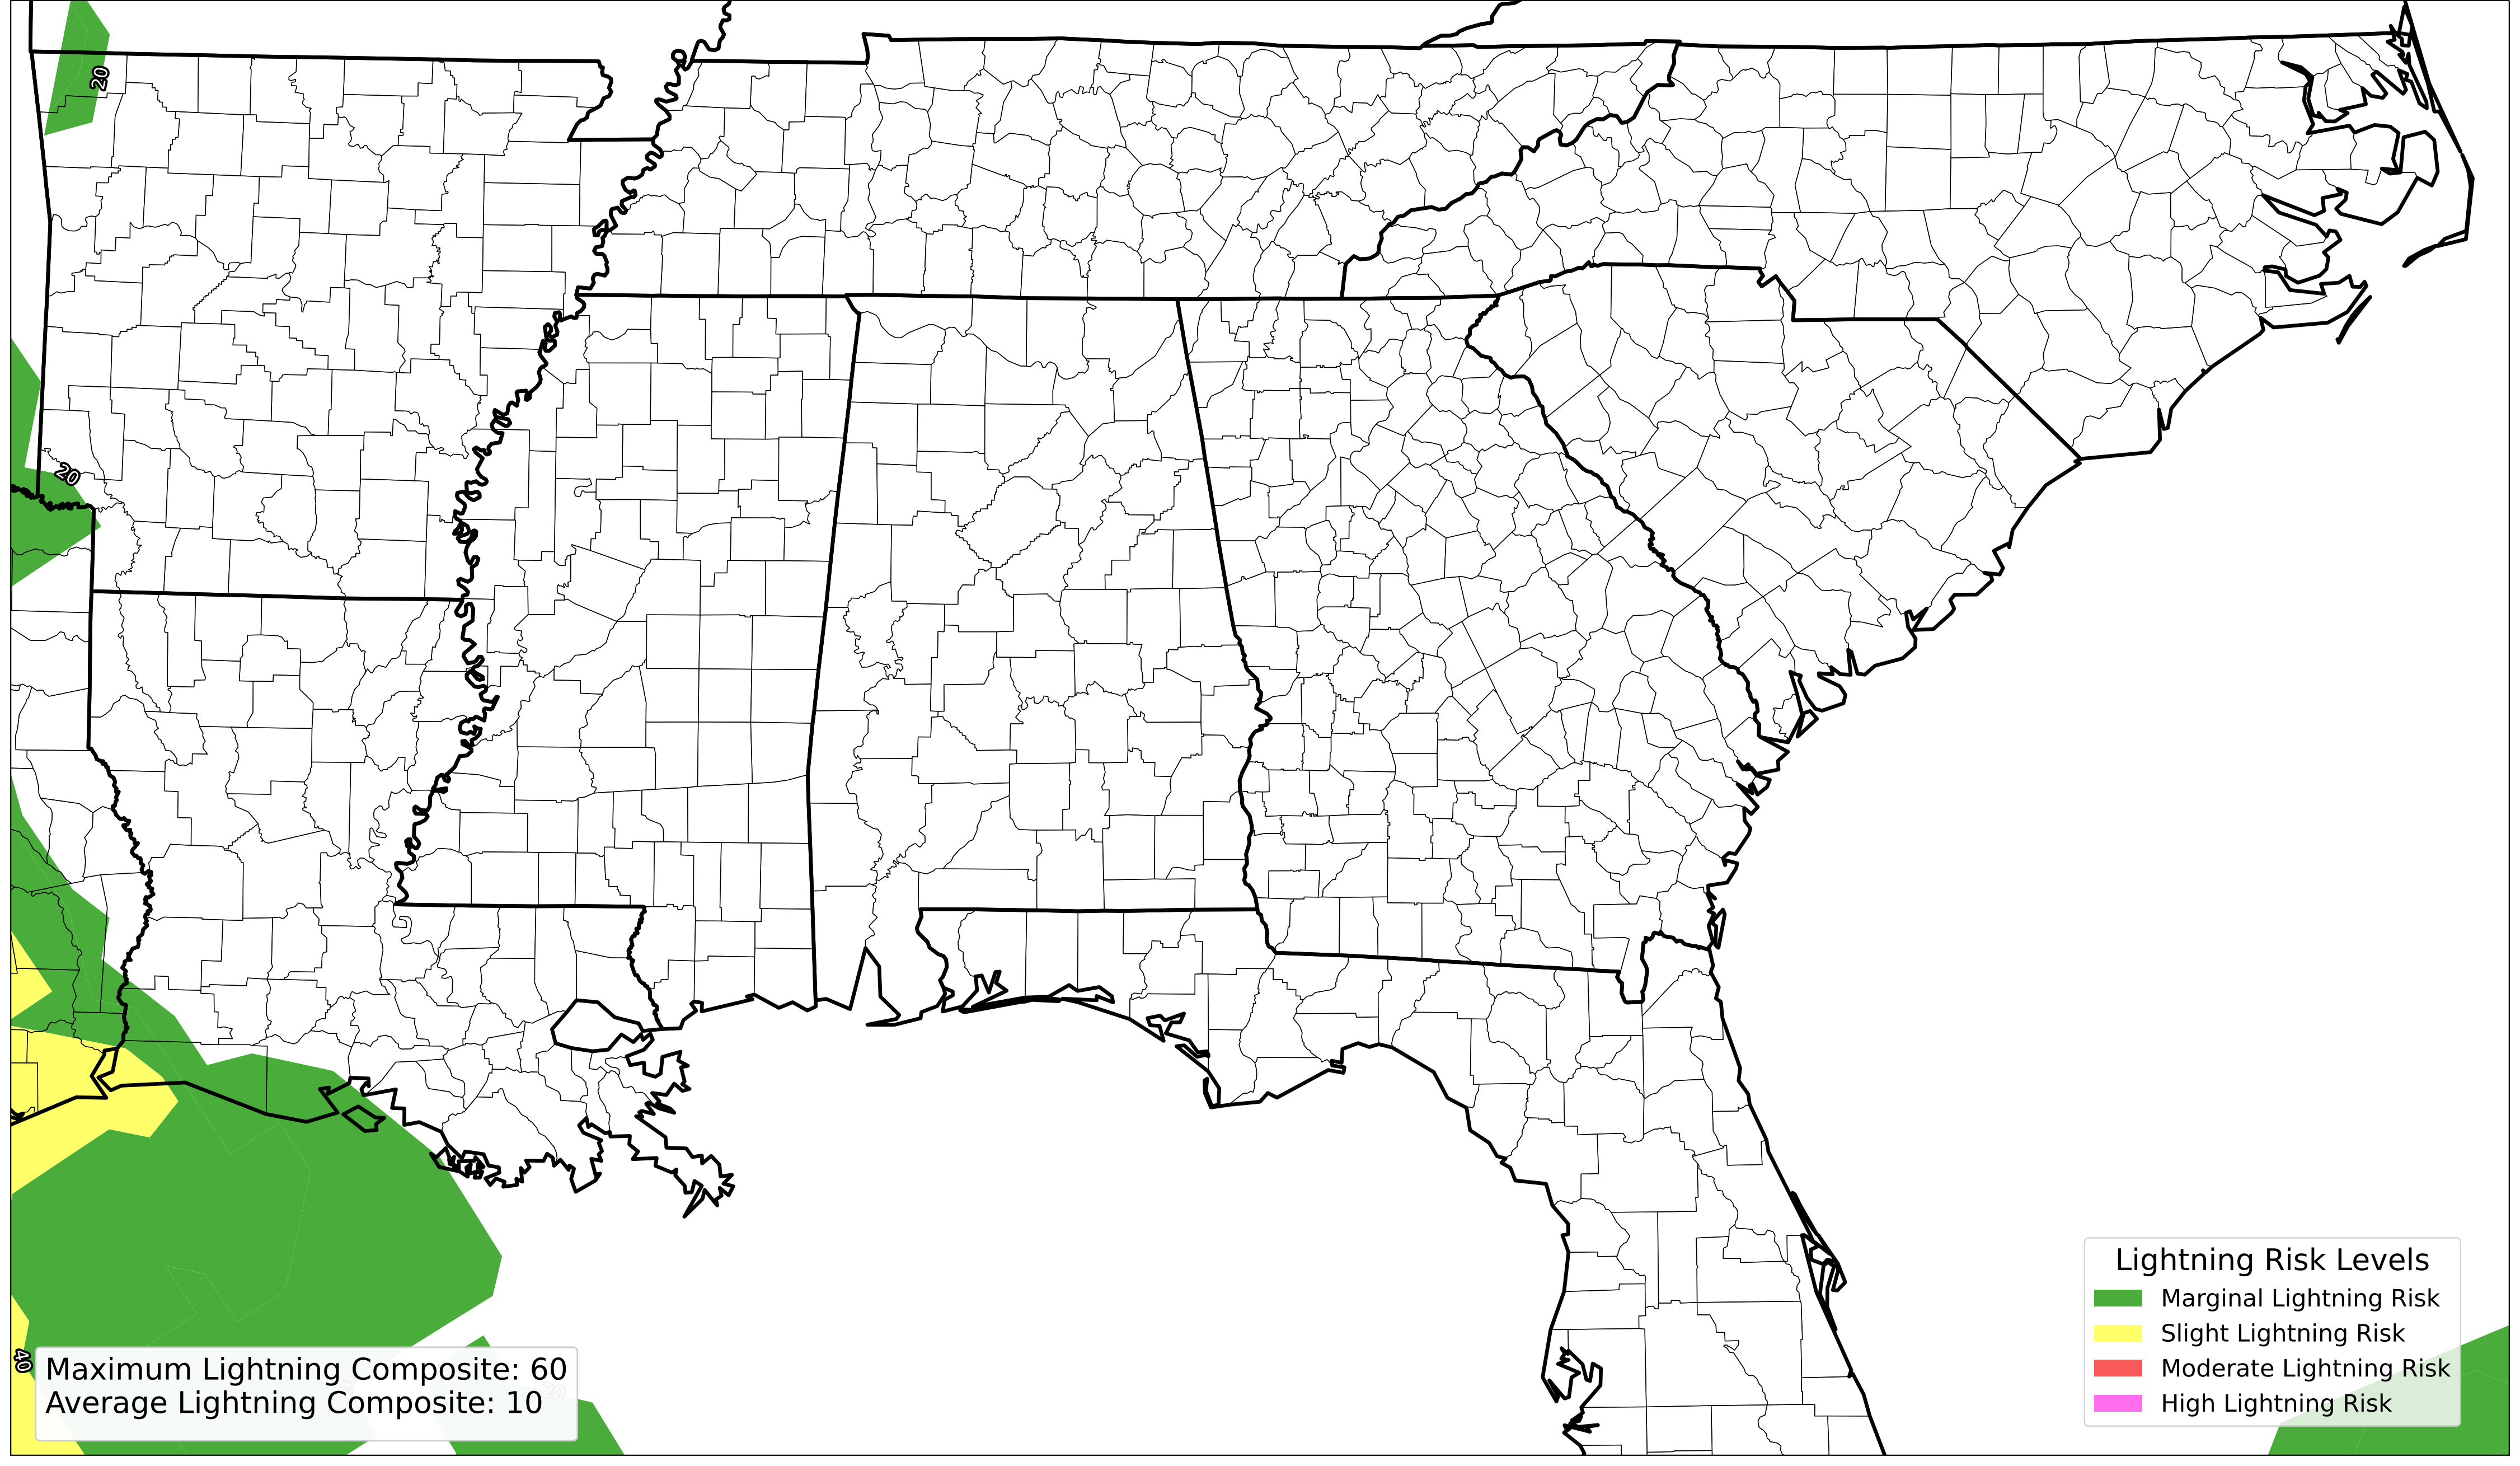 20
20
40
20
Maximum Lightning Composite: 60
Average Lightning Composite: 10
Lightning Risk Levels
Marginal Lightning Risk
Slight Lightning Risk
Moderate Lightning Risk
High Lightning Risk